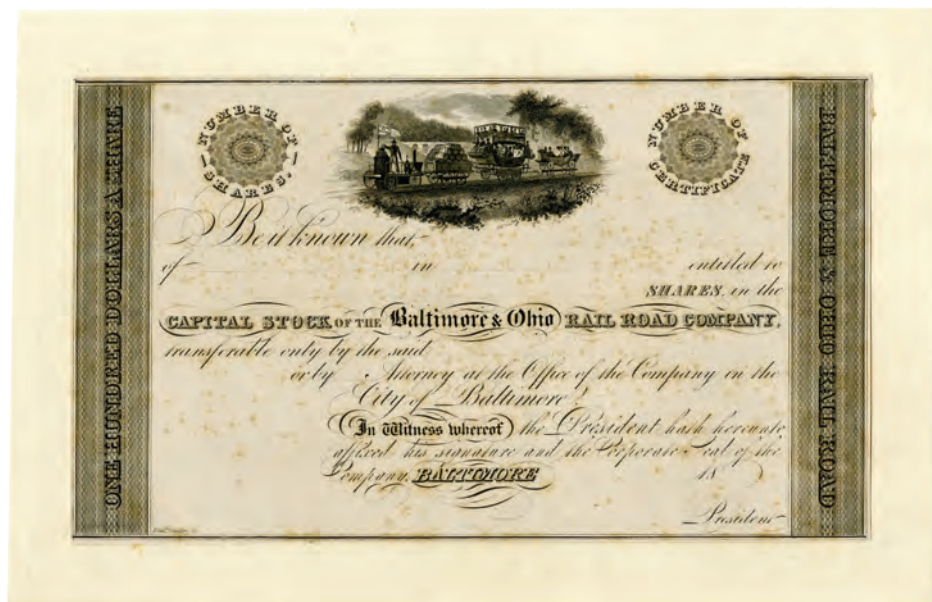 ONE HUNDRED DOLLARS A SHARE
NUMBER OF SHARES.
NUMBER OF CERTIFICATE
BALTIMORE & OHIO RAIL ROAD
Be it known that,
of in entitled to
SHARES, in the
CAPITAL STOCK OF THE Baltimore & Ohio RAIL ROAD COMPANY,
transferable only by the said
or by Attorney at the Office of the Company in the
City of Baltimore.
In Witness whereof the President hath hereunto
affixed his signature and the Corporate Seal of the
Company. BALTIMORE 18
President